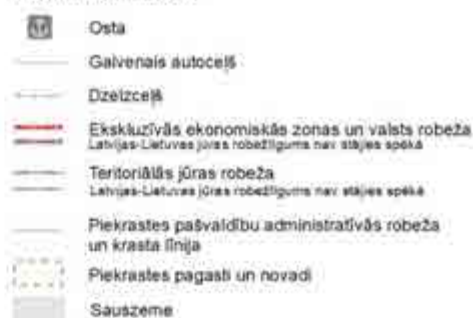 Osta
Galvenais autoceļš
Dzelzceļš
Ekskluzīvās ekonomiskās zonas un valsts robeža
Latvijas-Lietuvas jūras robežlīgums nav stājies spēkā
Teritoriālās jūras robeža
Latvijas-Lietuvas jūras robežlīgums nav stājies spēkā
Piekrastes pašvaldību administratīvās robeža
un krasta līnija
Piekrastes pagasti un novadi
Sauszeme